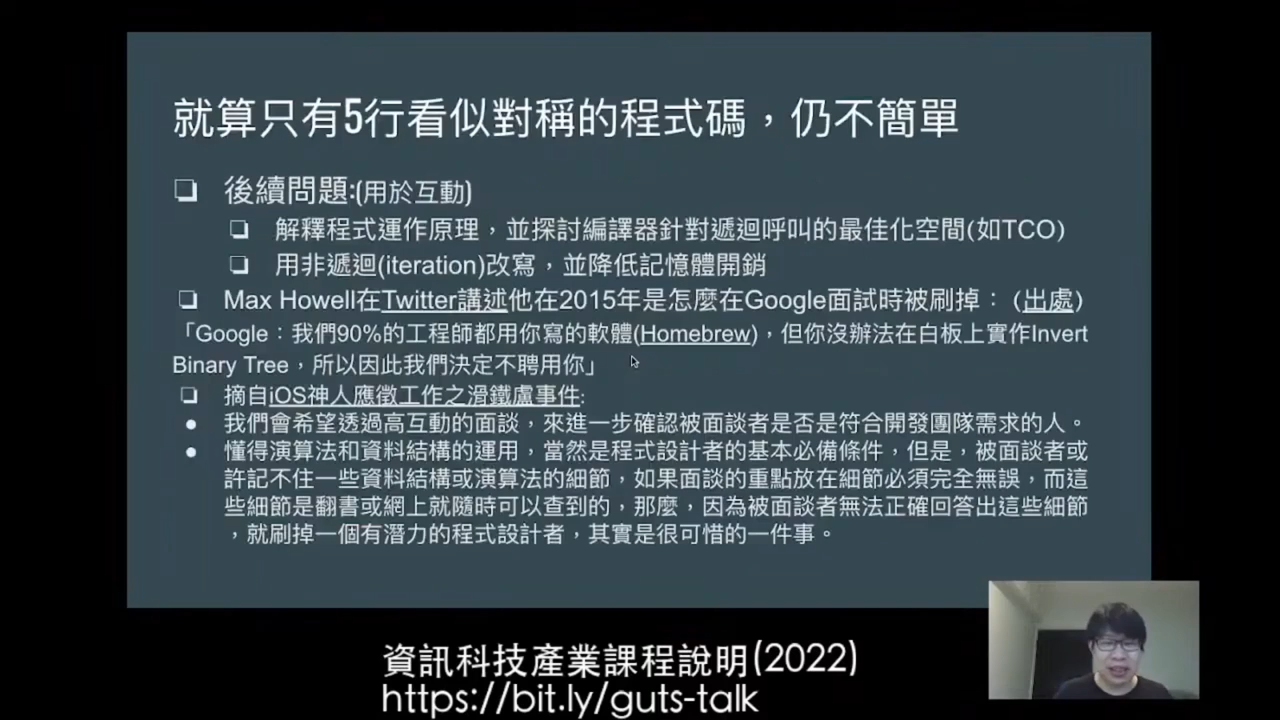 就算只有5行看似對稱的程式碼，仍不簡單
❏ 後續問題:(用於互動)
❏ 解釋程式運作原理，並探討編譯器針對遞迴呼叫的最佳化空間(如TCO)
❏ 用非遞迴(iteration)改寫，並降低記憶體開銷
❏ Max Howell在Twitter講述他在2015年是怎麼在Google面試時被刷掉：（出處）
「Google：我們90%的工程師都用你寫的軟體(Homebrew)，但你沒辦法在白板上實作Invert
Binary Tree，所以因此我們決定不聘用你」
❏ 摘自iOS神人應徵工作之滑鐵盧事件:
● 我們會希望透過高互動的面談，來進一步確認被面談者是否是符合開發團隊需求的人。
● 懂得演算法和資料結構的運用，當然是程式設計者的基本必備條件，但是，被面談者或
許記不住一些資料結構或演算法的細節，如果面談的重點放在細節必須完全無誤，而這
些細節是翻書或網上就隨時可以查到的，那麼，因為被面談者無法正確回答出這些細節
，就刷掉一個有潛力的程式設計者，其實是很可惜的一件事。
資訊科技產業課程說明(2022)
https://bit.ly/guts-talk